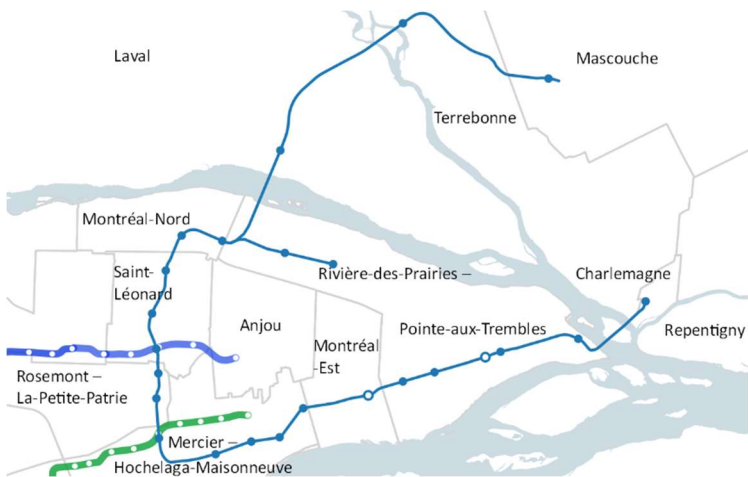 Laval
Mascouche
Terrebonne
Montréal-Nord
Saint-
Léonard
Rivière-des-Prairies –
Charlemagne
Anjou
Pointe-aux-Trembles
Repentigny
Montréal
-Est
Rosemont –
La-Petite-Patrie
Mercier –
Hochelaga-Maisonneuve